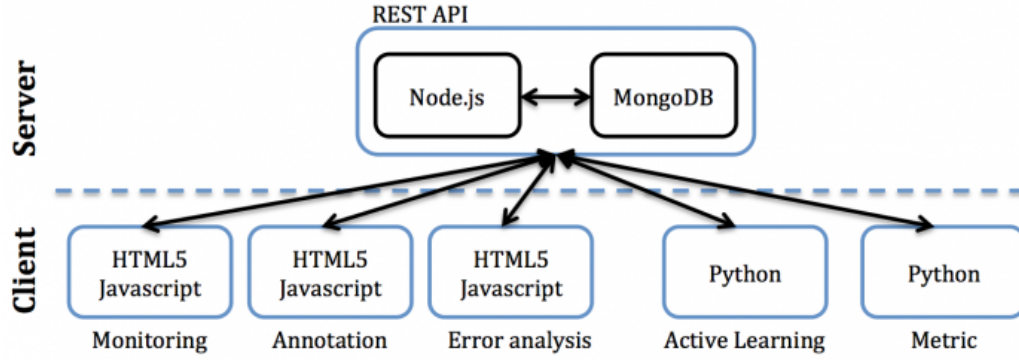 REST API
Server
Node.js
MongoDB
Client
HTML5
Javascript
HTML5
Javascript
HTML5
Javascript
Python
Python
Monitoring
Annotation
Error analysis
Active Learning
Metric